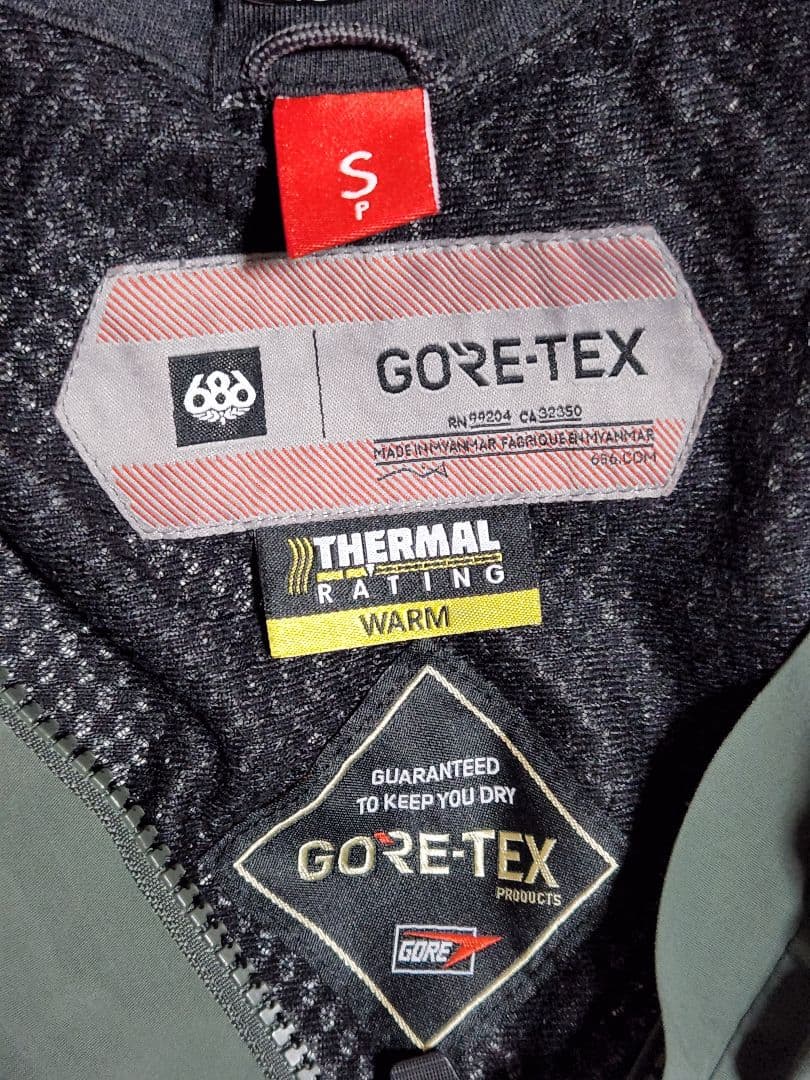 S
P
686
GORE-TEX
RN 99204 CA 32350
MADE IN MYANMAR FABRIQUE EN MYANMAR
686.COM
THERMAL
RATING
WARM
GUARANTEED
TO KEEP YOU DRY
GORE-TEX
PRODUCTS
GORE